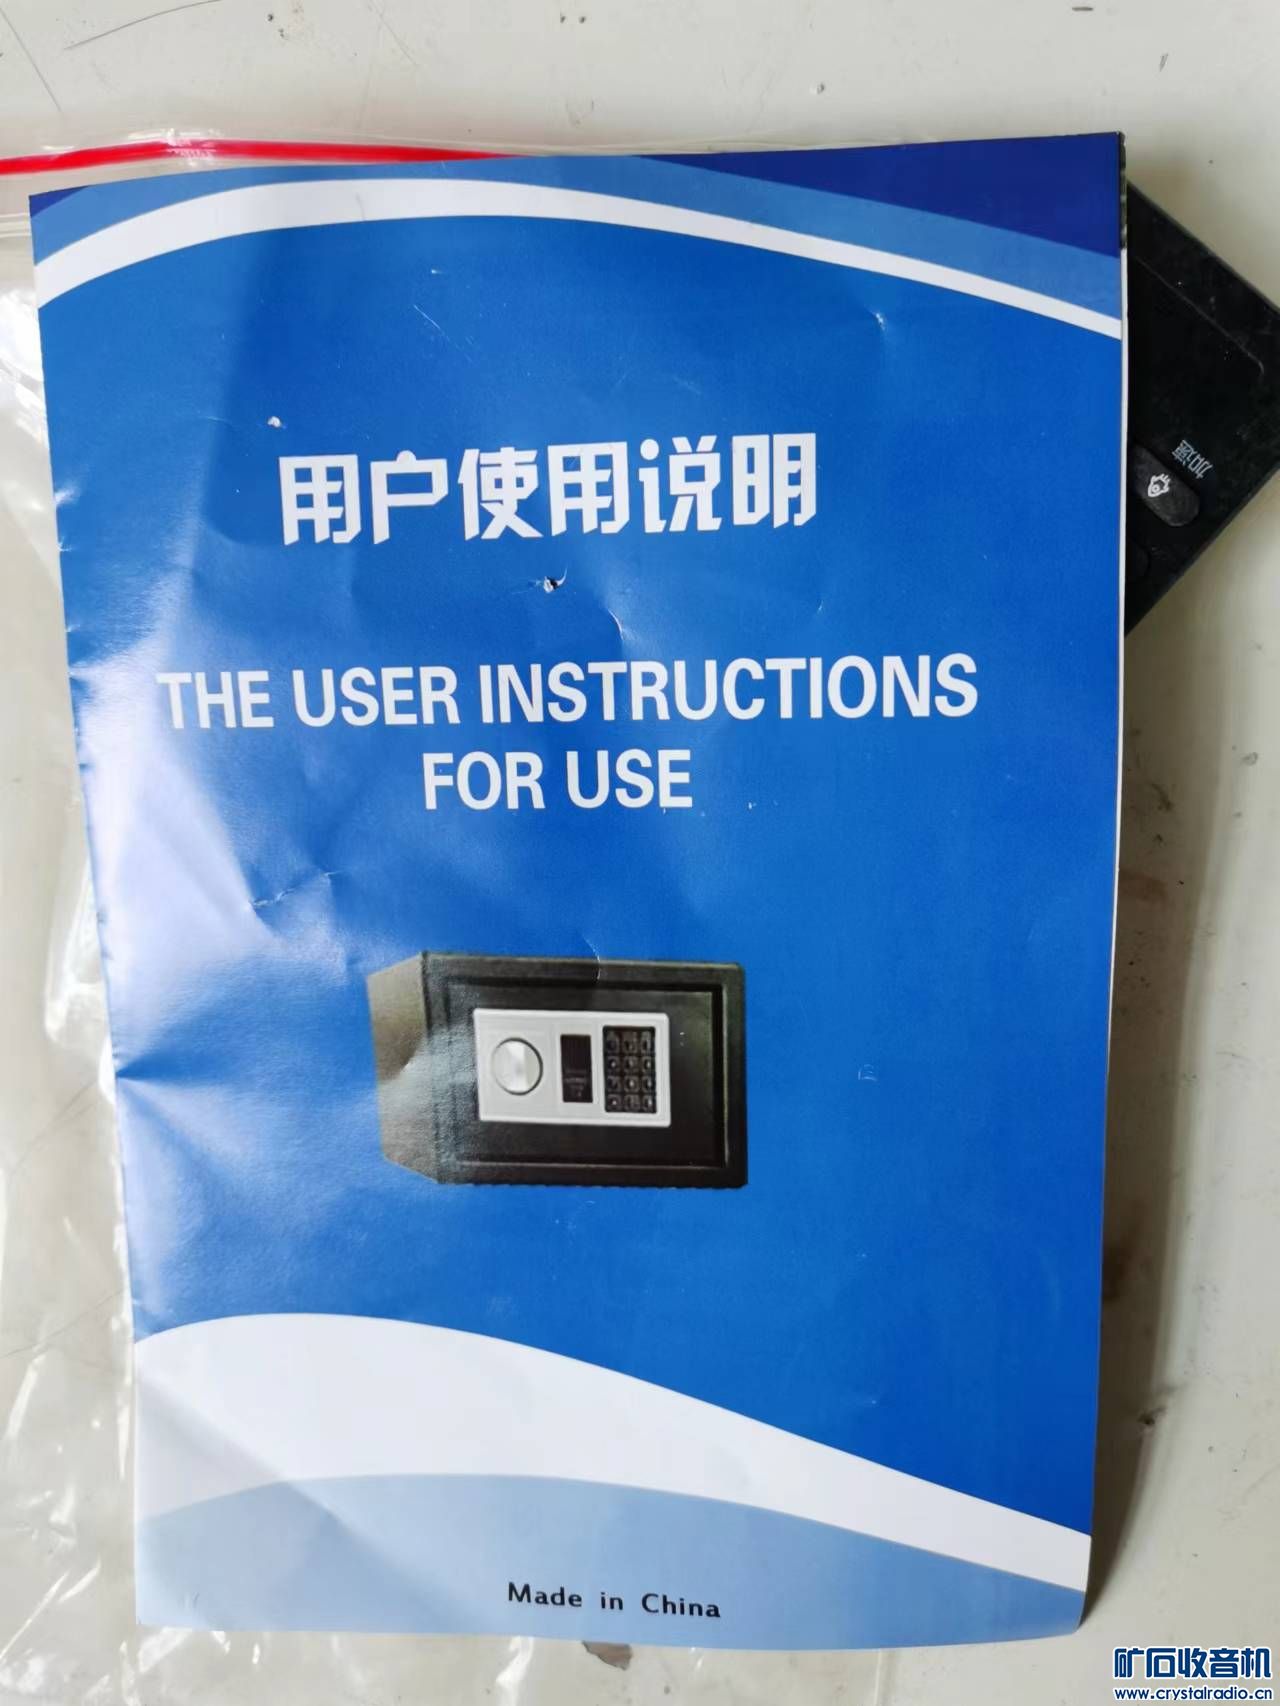 用户使用说明
THE USER INSTRUCTIONS
FOR USE
Made in China
矿石收音机
www.crystalradio.cn